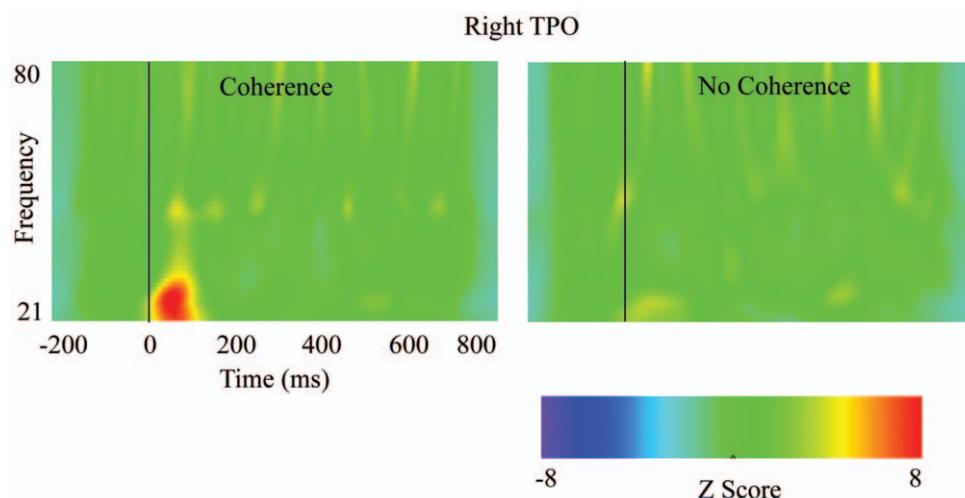 Right TPO
80 Coherence No Coherence
Frequency
21
-200 0 200 400 600 800
Time (ms)
-8 8
Z Score